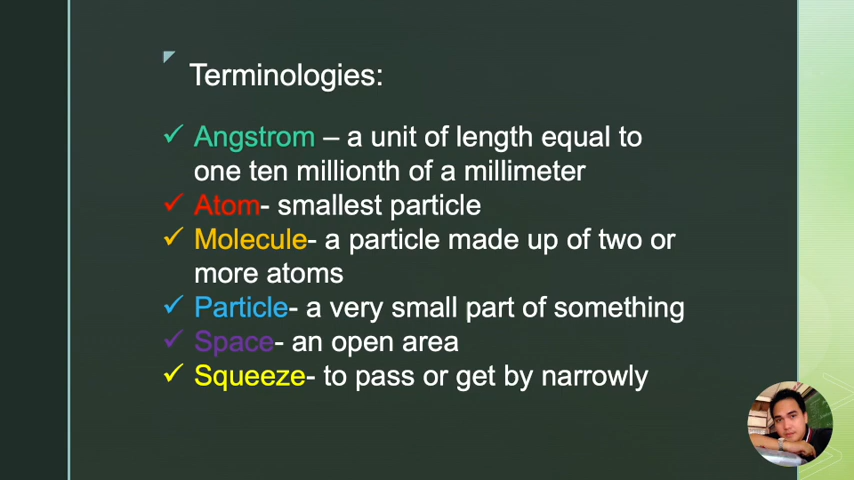 Terminologies:
✓ Angstrom – a unit of length equal to
one ten millionth of a millimeter
✓ Atom- smallest particle
✓ Molecule- a particle made up of two or
more atoms
✓ Particle- a very small part of something
✓ Space- an open area
✓ Squeeze- to pass or get by narrowly